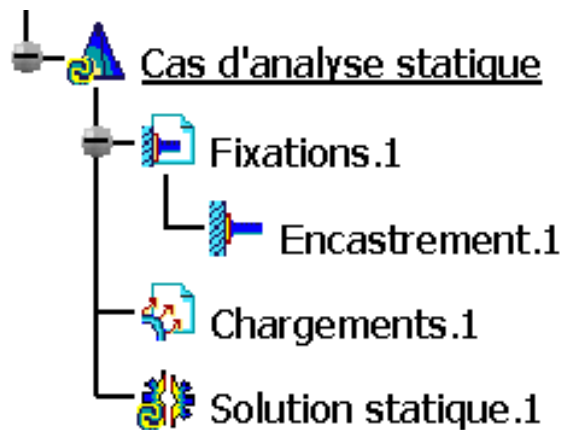 Cas d'analyse statique
Fixations.1
Encastrement.1
Chargements.1
Solution statique.1